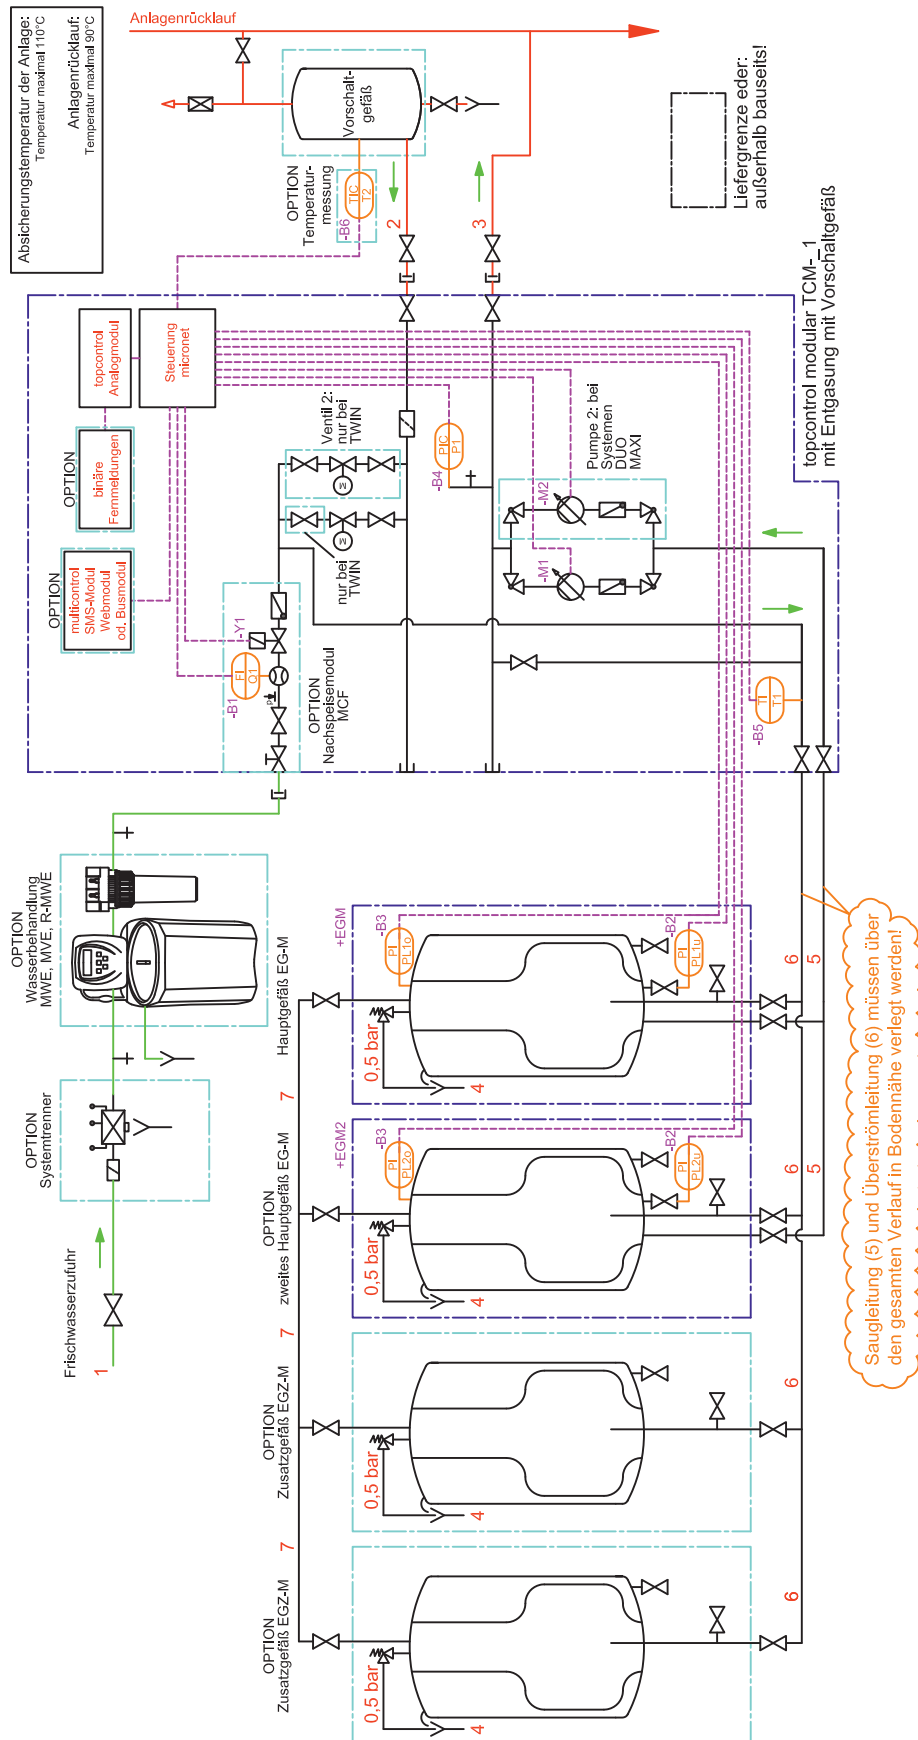 Absicherungstemperatur der Anlage:
Temperatur maximal 110°C
Anlagenrücklauf:
Temperatur maximal 90°C
Anlagenrücklauf
Vorschalt-
gefäß
OPTION
Temperatur-
messung
TIC
T2
-B6
2
3
Liefergrenze eder:
außerhalb bauseits!
topcontrol modular TCM-_1
mit Entgasung mit Vorschaltgefäß
topcontrol
Analogmodul
Steuerung
micronet
OPTION
binäre
Fernmeldungen
OPTION
multicontrol
SMS-Modul
Webmodul
od. Busmodul
Ventil 2:
nur bei
TWIN
nur bei
TWIN
PIC
P1
-B4
Pumpe 2: bei
Systemen
DUO
MAXI
-M2
-M1
-Y1
FI
Q1
-B1
OPTION
Nachspeisemodul
MCF
TI
T1
-B5
OPTION
Wasserbehandlung
MWE, MVE, R-MWE
OPTION
Systemtrenner
Frischwasserzufuhr
1
Hauptgefäß EG-M
+EGM
-B3
PI
PL1o
-B2
PI
PL1u
0,5 bar
4
7
6
5
OPTION
zweites Hauptgefäß EG-M
+EGM2
-B3
PI
PL2o
-B2
PI
PL2u
0,5 bar
4
7
6
5
OPTION
Zusatzgefäß EGZ-M
0,5 bar
4
7
6
OPTION
Zusatzgefäß EGZ-M
0,5 bar
4
6
Saugleitung (5) und Überströmleitung (6) müssen über
den gesamten Verlauf in Bodennähe verlegt werden!